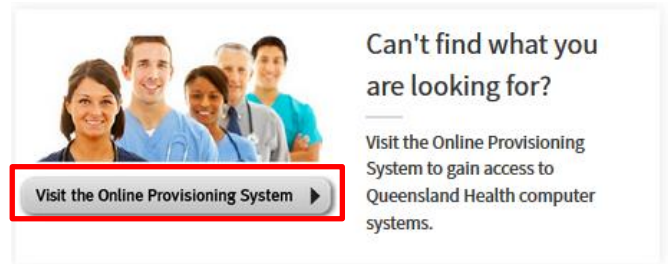 Can't find what you
are looking for?
Visit the Online Provisioning
System to gain access to
Queensland Health computer
systems.
Visit the Online Provisioning System